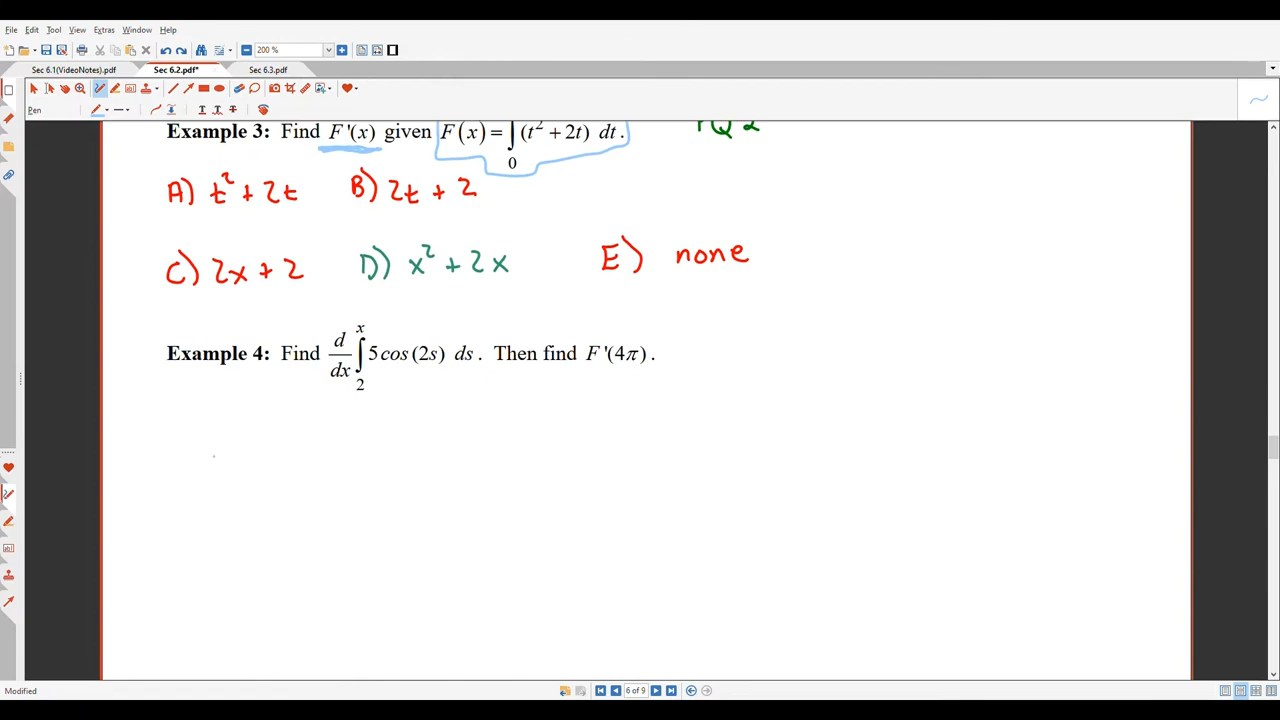 File Edit Tool View Extras Window Help
200 %
Sec 6.1(VideoNotes).pdf Sec 6.2.pdf* Sec 6.3.pdf
Pen
Example 3: Find F '(x) given F(x) = ∫ 0 (t² + 2t) dt.
A) t² + 2t B) 2t + 2
C) 2x + 2 D) x² + 2x E) none
Example 4: Find d/dx ∫ 2 x 5cos(2s) ds. Then find F '(4π).
6 of 9
Modified